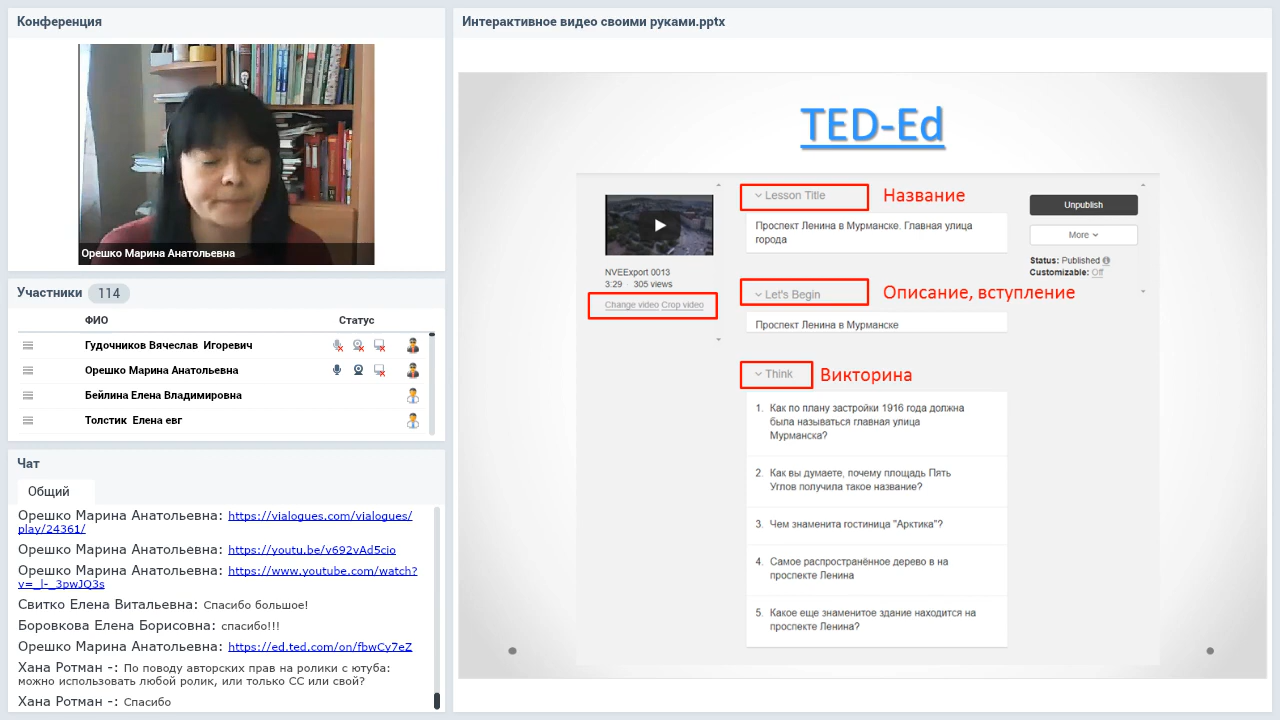 Конференция
Орешко Марина Анатольевна
Участники 114
ФИО Статус
Гудочников Вячеслав Игоревич
Орешко Марина Анатольевна
Бейлина Елена Владимировна
Толстик Елена евг
Чат
Общий
Орешко Марина Анатольевна: https://vialogues.com/vialogues/
play/24361/
Орешко Марина Анатольевна: https://youtu.be/v692vAd5cio
Орешко Марина Анатольевна: https://www.youtube.com/watch?
v=_l-_3pwJQ3s
Свитко Елена Витальевна: Спасибо большое!
Боровкова Елена Борисовна: спасибо!!!
Орешко Марина Анатольевна: https://ed.ted.com/on/fbwCy7eZ
Хана Ротман -: По поводу авторских прав на ролики с ютуба:
можно использовать любой ролик, или только СС или свой?
Хана Ротман -: Спасибо
Интерактивное видео своими руками.pptx
TED-Ed
NVEExport 0013
3:29 · 305 views
Change video Crop video
Lesson Title Название
Проспект Ленина в Мурманске. Главная улица
города
Let's Begin Описание, вступление
Проспект Ленина в Мурманске
Think Викторина
1. Как по плану застройки 1916 года должна
была называться главная улица
Мурманска?
2. Как вы думаете, почему площадь Пять
Углов получила такое название?
3. Чем знаменита гостиница "Арктика"?
4. Самое распространённое дерево в на
проспекте Ленина
5. Какое еще знаменитое здание находится на
проспекте Ленина?
Unpublish
More
Status: Published
Customizable: Off